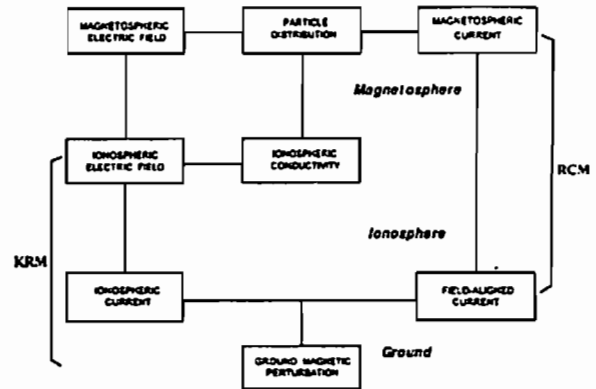 MAGNETOSPHERIC
ELECTRIC FIELD
PARTICLE
DISTRIBUTION
MAGNETOSPHERIC
CURRENT
Magnetosphere
IONOSPHERIC
ELECTRIC FIELD
IONOSPHERIC
CONDUCTIVITY
RCM
Ionosphere
KRM
IONOSPHERIC
CURRENT
FIELD-ALIGNED
CURRENT
GROUND MAGNETIC
PERTURBATION
Ground